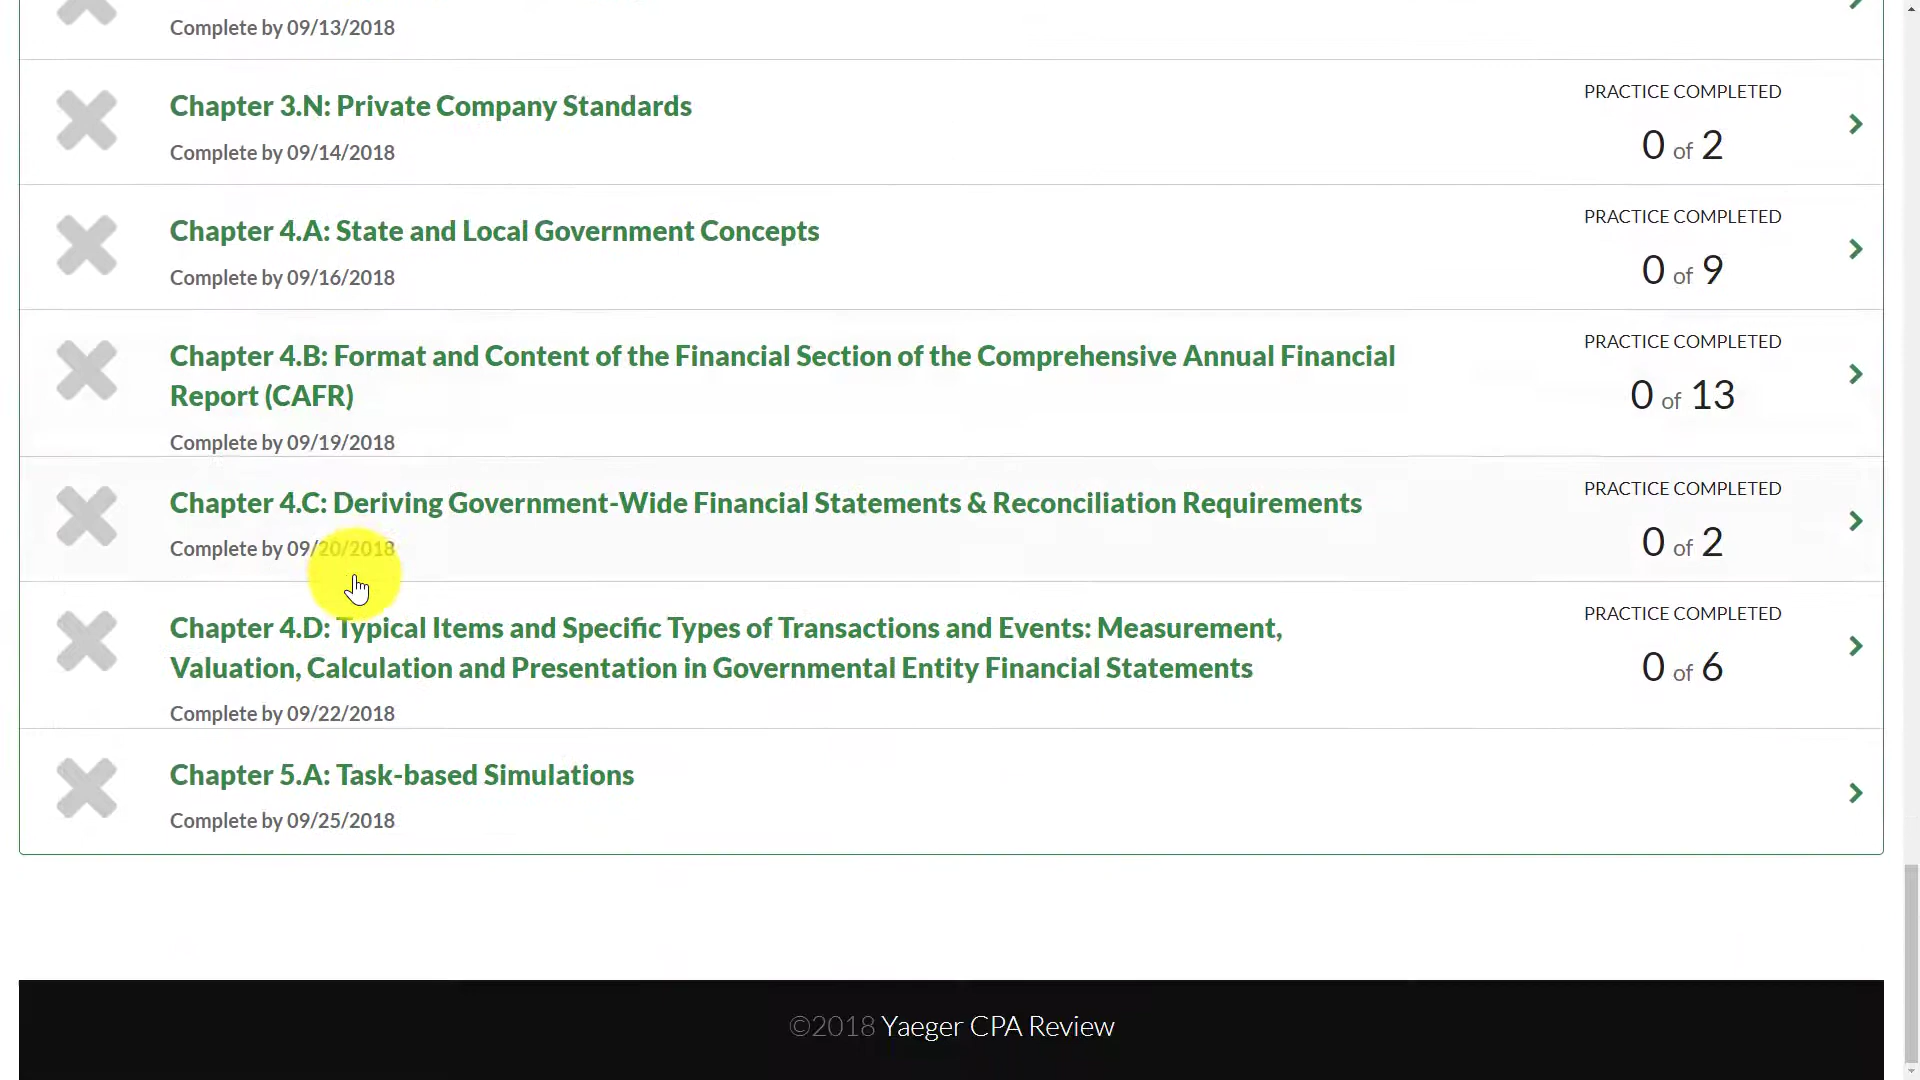 Complete by 09/13/2018
Chapter 3.N: Private Company Standards
Complete by 09/14/2018
PRACTICE COMPLETED
0 of 2
Chapter 4.A: State and Local Government Concepts
Complete by 09/16/2018
PRACTICE COMPLETED
0 of 9
Chapter 4.B: Format and Content of the Financial Section of the Comprehensive Annual Financial
Report (CAFR)
Complete by 09/19/2018
PRACTICE COMPLETED
0 of 13
Chapter 4.C: Deriving Government-Wide Financial Statements & Reconciliation Requirements
Complete by 09/20/2018
PRACTICE COMPLETED
0 of 2
Chapter 4.D: Typical Items and Specific Types of Transactions and Events: Measurement,
Valuation, Calculation and Presentation in Governmental Entity Financial Statements
Complete by 09/22/2018
PRACTICE COMPLETED
0 of 6
Chapter 5.A: Task-based Simulations
Complete by 09/25/2018
©2018 Yaeger CPA Review